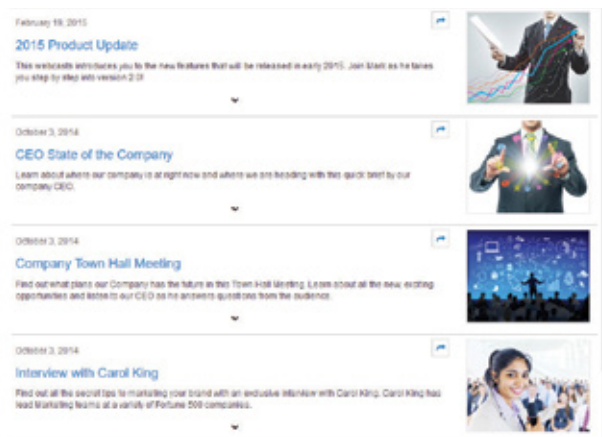 February 19, 2015
2015 Product Update
This webcasts introduces you to the new features that will be released in early 2015. Join Mark as he takes
you step by step into version 2.0!
October 3, 2014
CEO State of the Company
Learn about where our company is at right now and where we are heading with this quick brief by our
company CEO.
October 3, 2014
Company Town Hall Meeting
Find out what plans our Company has the future in this Town Hall Meeting. Learn about all the new, exciting
opportunities and listen to our CEO as he answers questions from the audience.
October 3, 2014
Interview with Carol King
Find out all the secret tips to marketing your brand with an exclusive interview with Carol King. Carol King has
lead Marketing teams at a variety of Fortune 500 companies.